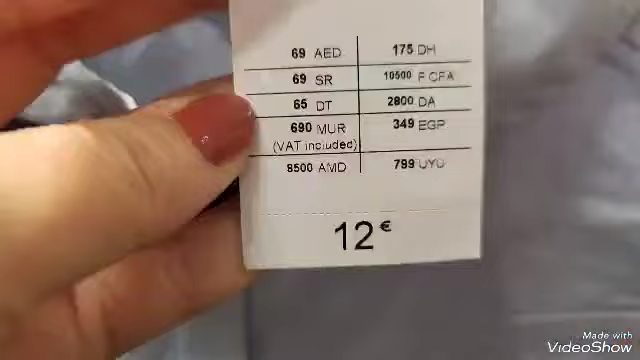 69 AED 175 DH
69 SR 10500 F CFA
65 DT 2800 DA
690 MUR 349 EGP
(VAT included)
8500 AMD 799 UYU
12€
Made with
VideoShow